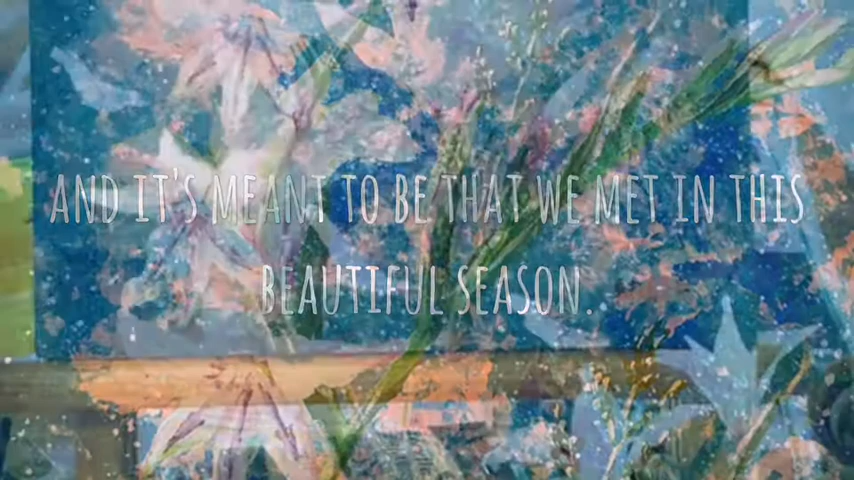 AND IT'S MEANT TO BE THAT WE MET IN THIS
BEAUTIFUL SEASON.